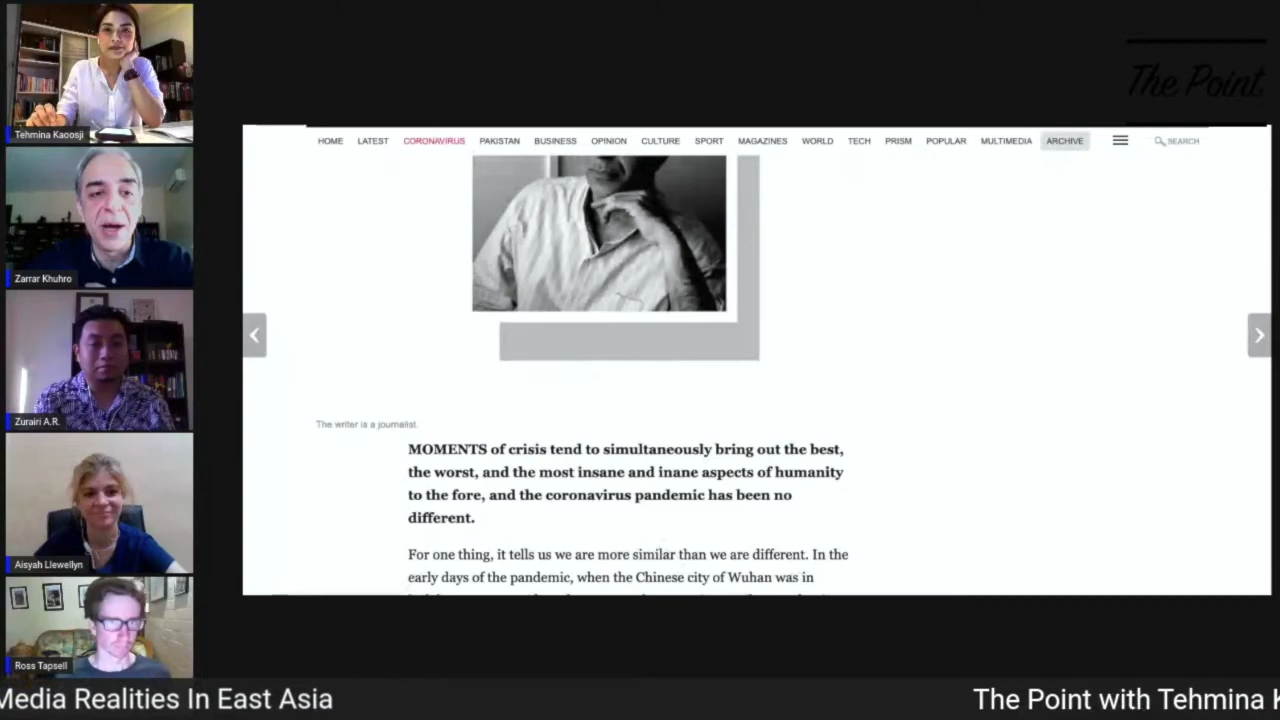 The Point
Tehmina Kaoosji
Zarrar Khuhro
Zurairi A.R.
Aisyah Llewellyn
Ross Tapsell
HOME LATEST CORONAVIRUS PAKISTAN BUSINESS OPINION CULTURE SPORT MAGAZINES WORLD TECH PRISM POPULAR MULTIMEDIA ARCHIVE SEARCH
The writer is a journalist.
MOMENTS of crisis tend to simultaneously bring out the best,
the worst, and the most insane and inane aspects of humanity
to the fore, and the coronavirus pandemic has been no
different.
For one thing, it tells us we are more similar than we are different. In the
early days of the pandemic, when the Chinese city of Wuhan was in
Media Realities In East Asia
The Point with Tehmina K